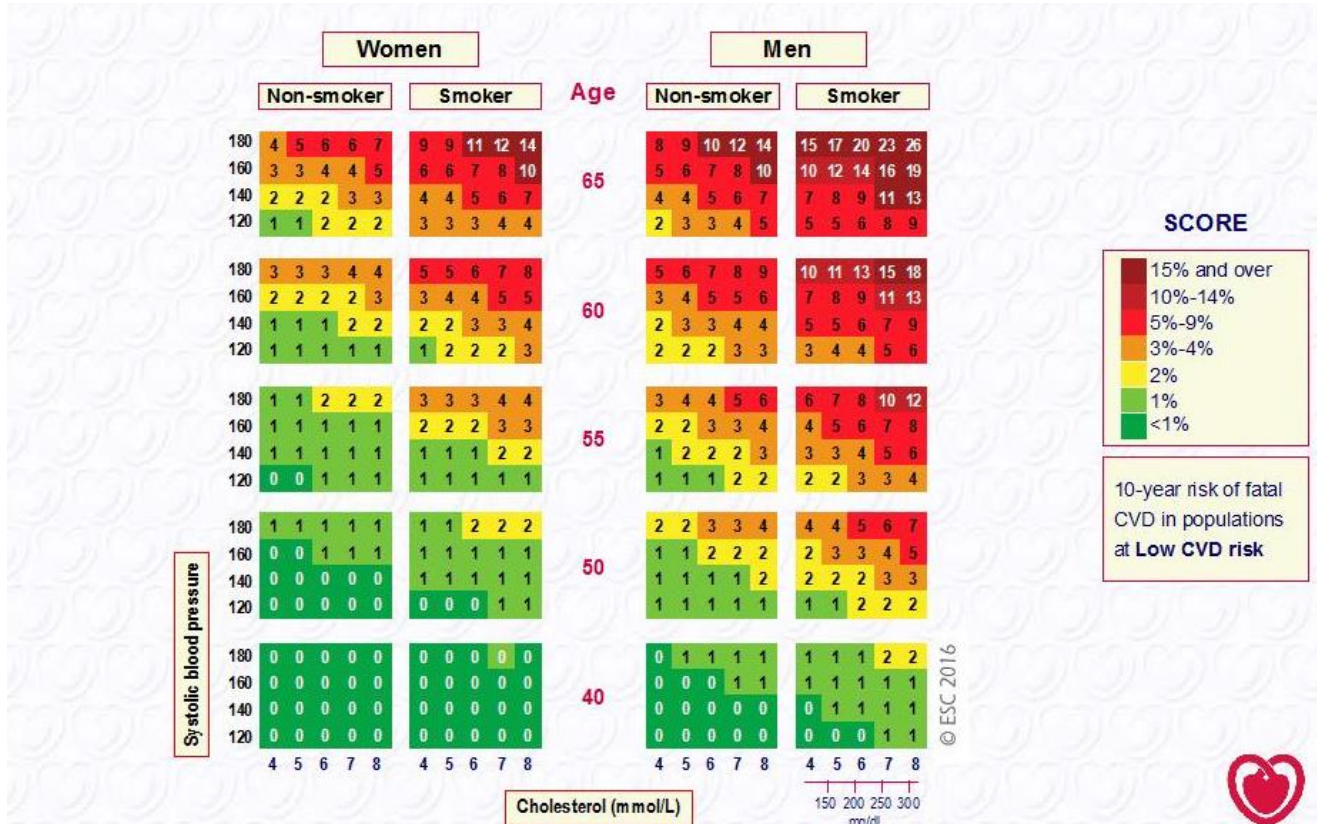 Women Men
Non-smoker Smoker Age Non-smoker Smoker
180 4 5 6 6 7 9 9 11 12 14 8 9 10 12 14 15 17 20 23 26
160 3 3 4 4 5 6 6 7 8 10 5 6 7 8 10 10 12 14 16 19
65
140 2 2 2 3 3 4 4 5 6 7 4 4 5 6 7 7 8 9 11 13
120 1 1 2 2 2 3 3 3 4 4 2 3 3 4 5 5 5 6 8 9
180 3 3 3 4 4 5 5 6 7 8 5 6 7 8 9 10 11 13 15 18
160 2 2 2 2 3 3 4 4 5 5 3 4 5 5 6 7 8 9 11 13
60
140 1 1 1 2 2 2 2 3 3 4 2 3 3 4 4 5 5 6 7 9
120 1 1 1 1 1 1 2 2 2 3 2 2 2 3 3 3 4 4 5 6
180 1 1 2 2 2 3 3 3 4 4 3 4 4 5 6 6 7 8 10 12
160 1 1 1 1 1 2 2 2 3 3 2 2 3 3 4 4 5 6 7 8
55
140 1 1 1 1 1 1 1 1 2 2 1 2 2 2 3 3 3 4 5 6
120 0 0 1 1 1 1 1 1 1 1 1 1 1 2 2 2 2 3 3 4
180 1 1 1 1 1 1 1 2 2 2 2 2 3 3 4 4 4 5 6 7
160 0 0 1 1 1 1 1 1 1 1 1 1 2 2 2 2 3 3 4 5
50
140 0 0 0 0 0 1 1 1 1 1 1 1 1 1 2 2 2 2 3 3
120 0 0 0 0 0 0 0 0 1 1 1 1 1 1 1 1 1 2 2 2
180 0 0 0 0 0 0 0 0 0 0 0 1 1 1 1 1 1 1 2 2
160 0 0 0 0 0 0 0 0 0 0 0 0 0 1 1 1 1 1 1 1
40
140 0 0 0 0 0 0 0 0 0 0 0 0 0 0 0 0 1 1 1 1
120 0 0 0 0 0 0 0 0 0 0 0 0 0 0 0 0 0 0 1 1
4 5 6 7 8 4 5 6 7 8 4 5 6 7 8 4 5 6 7 8
150 200 250 300
mg/dl
Systolic blood pressure
Cholesterol (mmol/L)
© ESC 2016
SCORE
15% and over
10%-14%
5%-9%
3%-4%
2%
1%
<1%
10-year risk of fatal
CVD in populations
at Low CVD risk